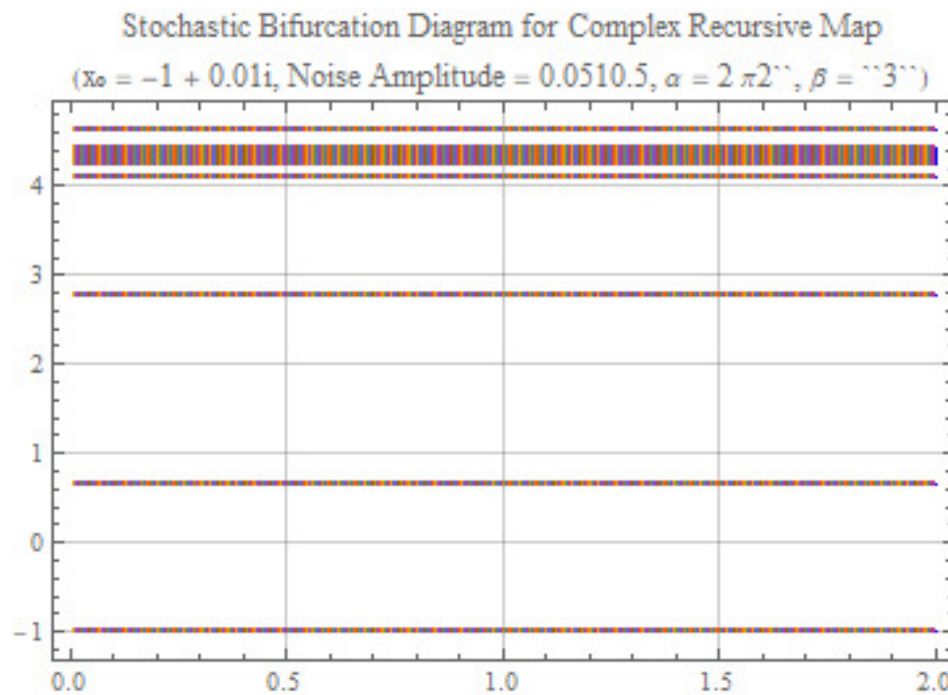 Stochastic Bifurcation Diagram for Complex Recursive Map
(x₀ = −1 + 0.01i, Noise Amplitude = 0.0510.5, α = 2 π2``, β = ``3``)
4
3
2
1
0
−1
0.0 0.5 1.0 1.5 2.0